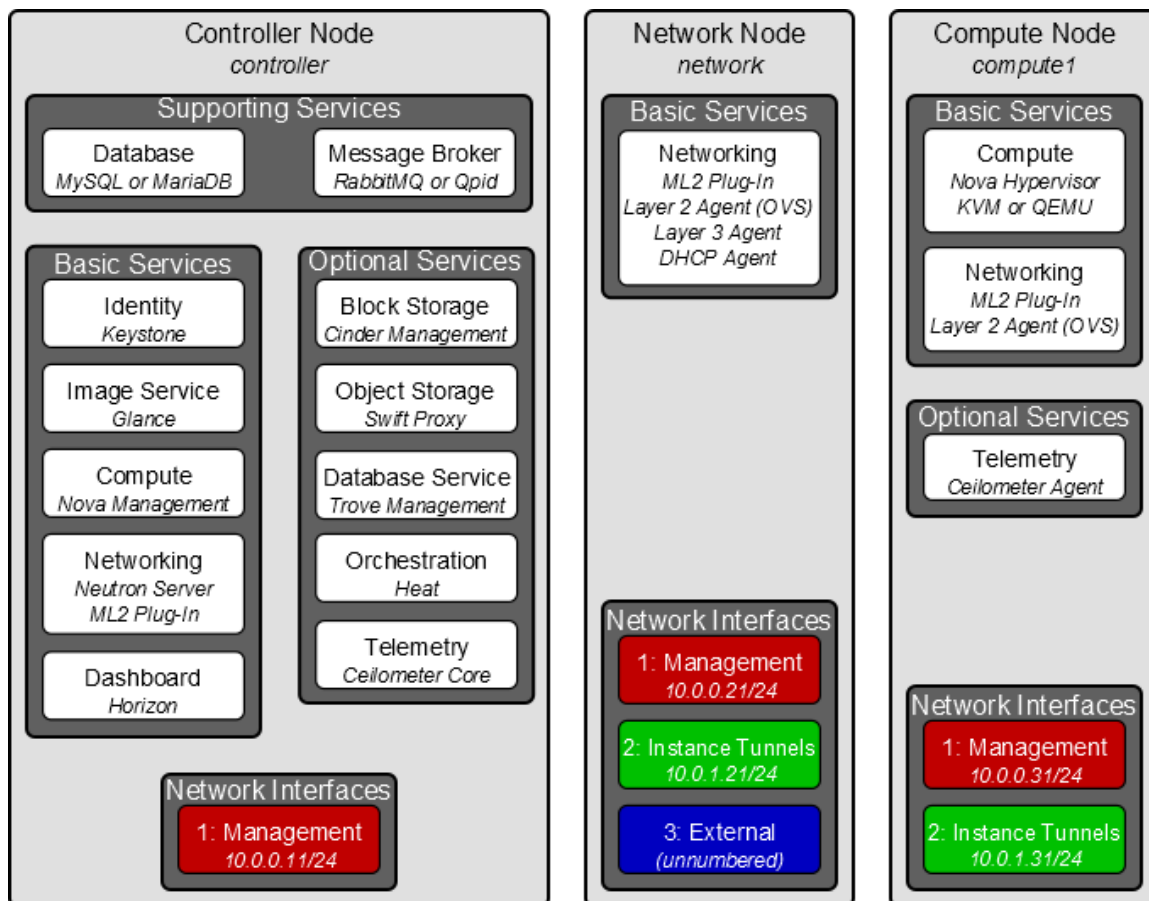 Controller Node
controller
Supporting Services
Database
MySQL or MariaDB
Message Broker
RabbitMQ or Qpid
Basic Services
Identity
Keystone
Image Service
Glance
Compute
Nova Management
Networking
Neutron Server
ML2 Plug-In
Dashboard
Horizon
Optional Services
Block Storage
Cinder Management
Object Storage
Swift Proxy
Database Service
Trove Management
Orchestration
Heat
Telemetry
Ceilometer Core
Network Interfaces
1: Management
10.0.0.11/24
Network Node
network
Basic Services
Networking
ML2 Plug-In
Layer 2 Agent (OVS)
Layer 3 Agent
DHCP Agent
Network Interfaces
1: Management
10.0.0.21/24
2: Instance Tunnels
10.0.1.21/24
3: External
(unnumbered)
Compute Node
compute1
Basic Services
Compute
Nova Hypervisor
KVM or QEMU
Networking
ML2 Plug-In
Layer 2 Agent (OVS)
Optional Services
Telemetry
Ceilometer Agent
Network Interfaces
1: Management
10.0.0.31/24
2: Instance Tunnels
10.0.1.31/24